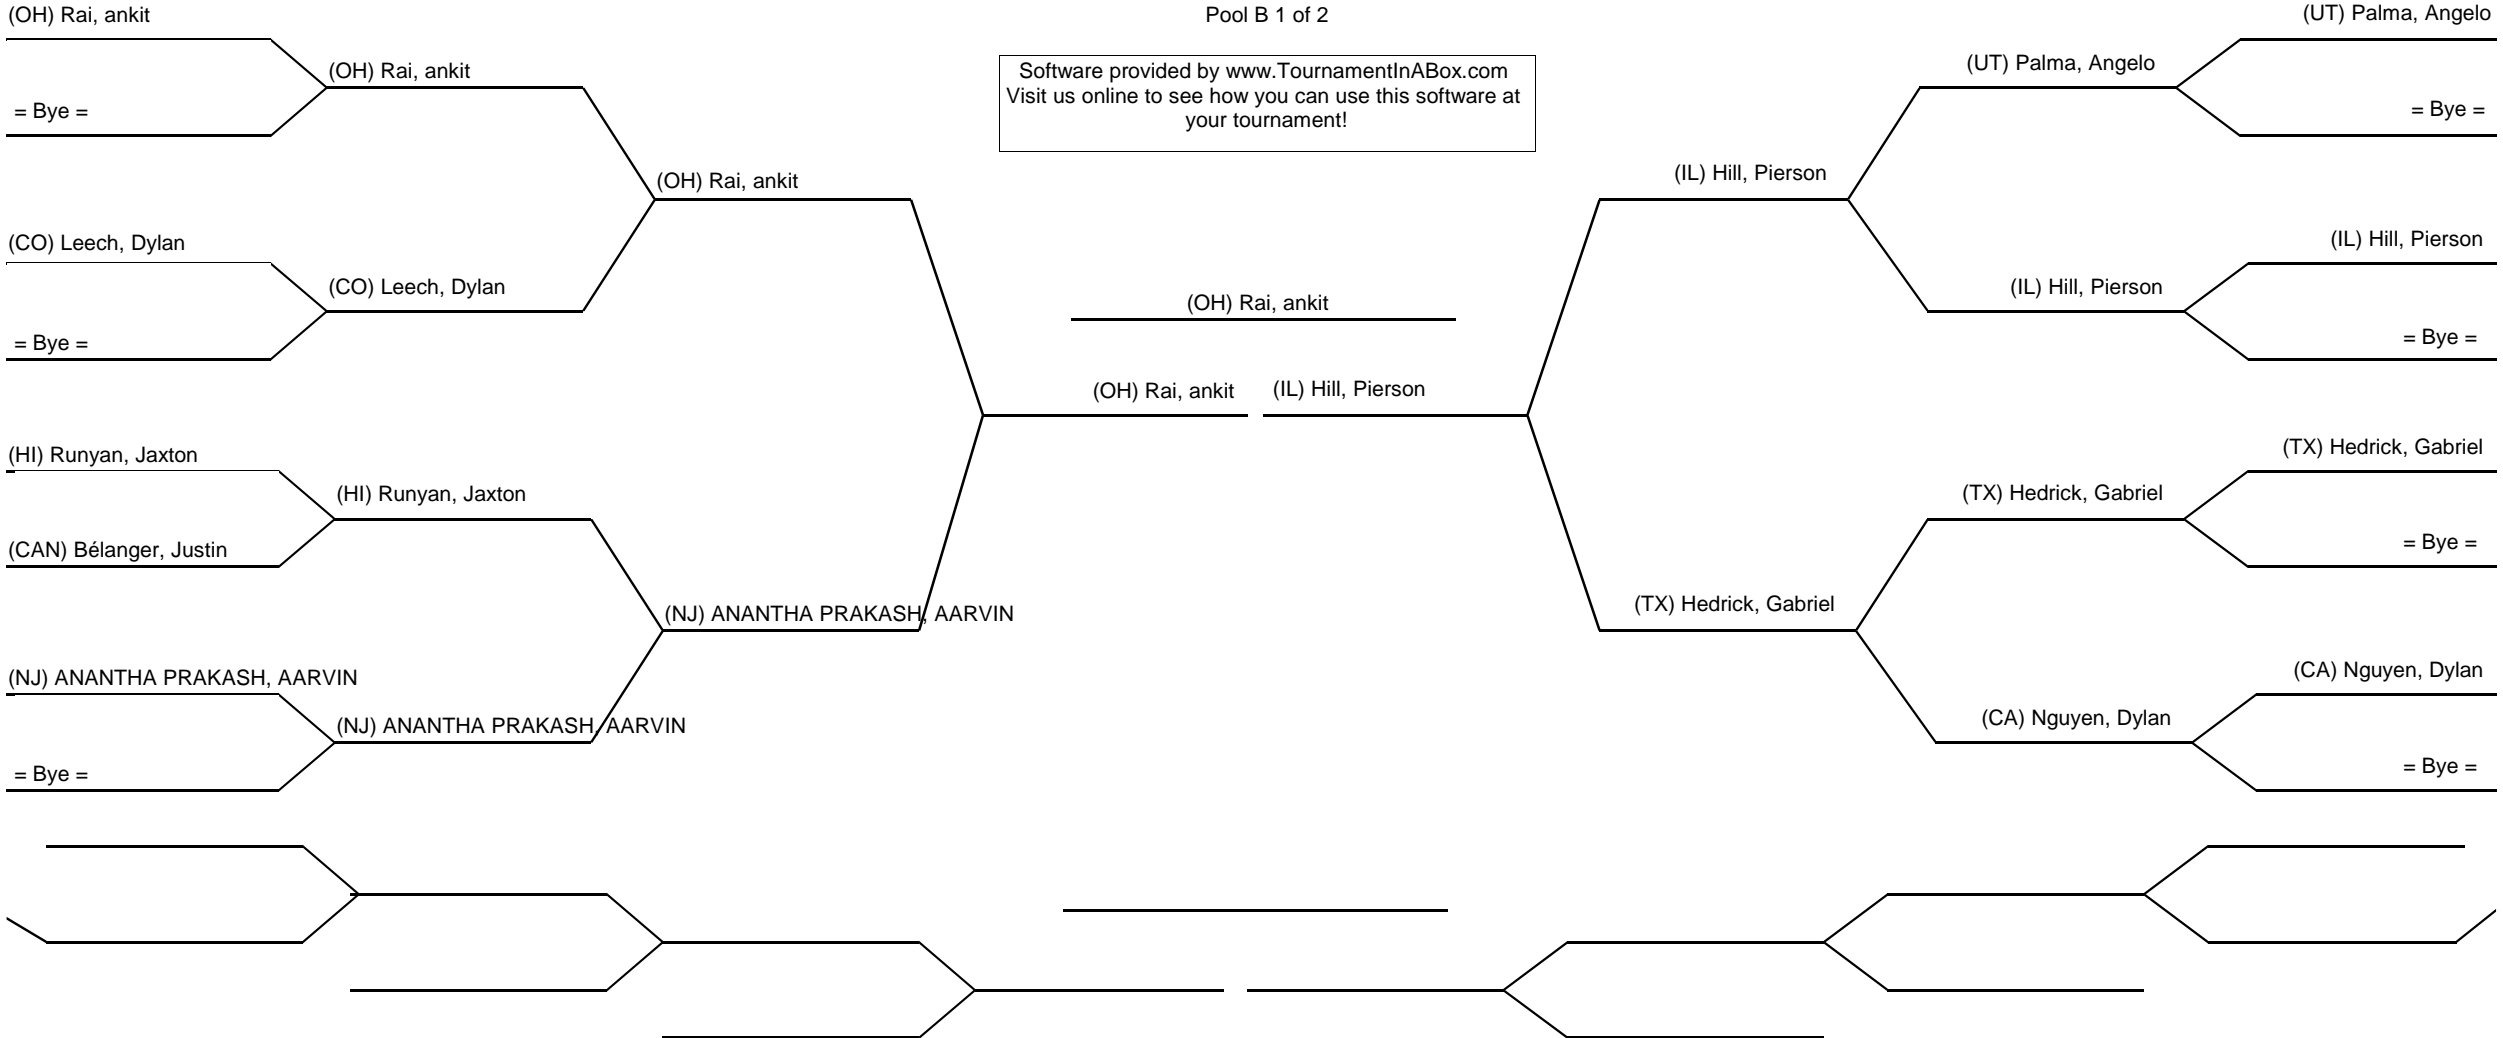 (OH) Rai, ankit
Pool B 1 of 2
(UT) Palma, Angelo
(OH) Rai, ankit
Software provided by www.TournamentInABox.com
Visit us online to see how you can use this software at
your tournament!
(UT) Palma, Angelo
= Bye =
= Bye =
(OH) Rai, ankit
(IL) Hill, Pierson
(CO) Leech, Dylan
(IL) Hill, Pierson
(CO) Leech, Dylan
(OH) Rai, ankit
(IL) Hill, Pierson
= Bye =
= Bye =
(OH) Rai, ankit
(IL) Hill, Pierson
(HI) Runyan, Jaxton
(TX) Hedrick, Gabriel
(HI) Runyan, Jaxton
(TX) Hedrick, Gabriel
(CAN) Bélanger, Justin
= Bye =
(NJ) ANANTHA PRAKASH, AARVIN
(TX) Hedrick, Gabriel
(NJ) ANANTHA PRAKASH, AARVIN
(CA) Nguyen, Dylan
(NJ) ANANTHA PRAKASH, AARVIN
(CA) Nguyen, Dylan
= Bye =
= Bye =